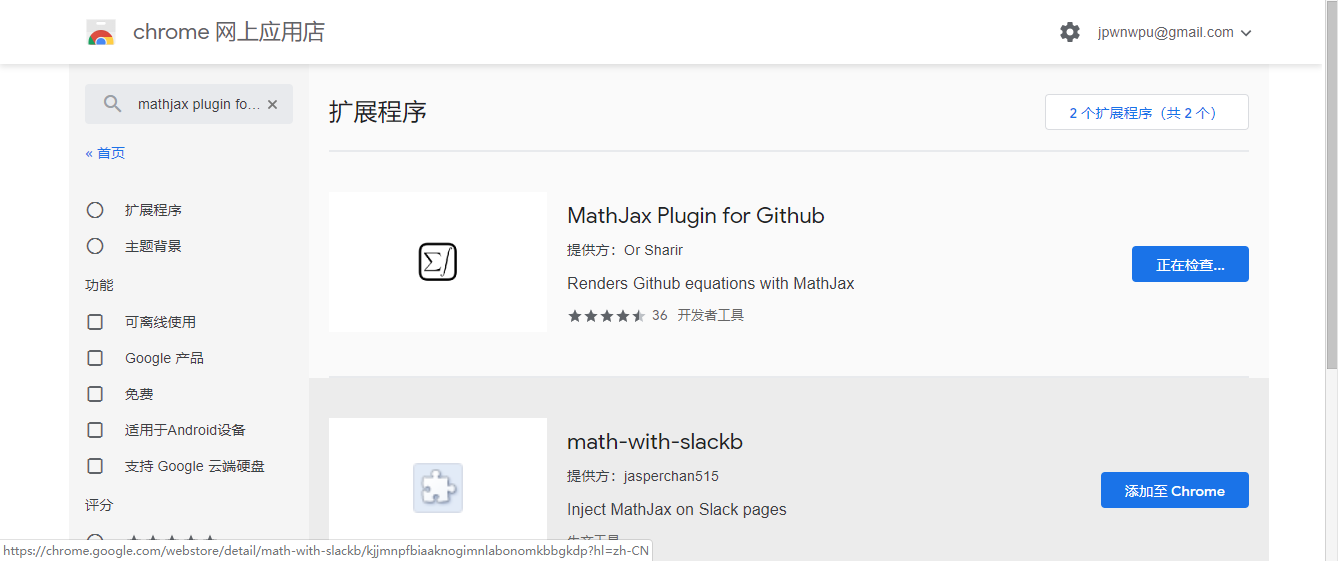 chrome 网上应用店
jpwnwpu@gmail.com
mathjax plugin fo...
« 首页
扩展程序
主题背景
功能
可离线使用
Google 产品
免费
适用于Android设备
支持 Google 云端硬盘
评分
扩展程序
2 个扩展程序（共 2 个）
MathJax Plugin for Github
提供方：Or Sharir
Renders Github equations with MathJax
36 开发者工具
正在检查...
math-with-slackb
提供方：jasperchan515
Inject MathJax on Slack pages
生产工具
添加至 Chrome
https://chrome.google.com/webstore/detail/math-with-slackb/kjjmnpfbiaaknogimnlabonomkbbgkdp?hl=zh-CN